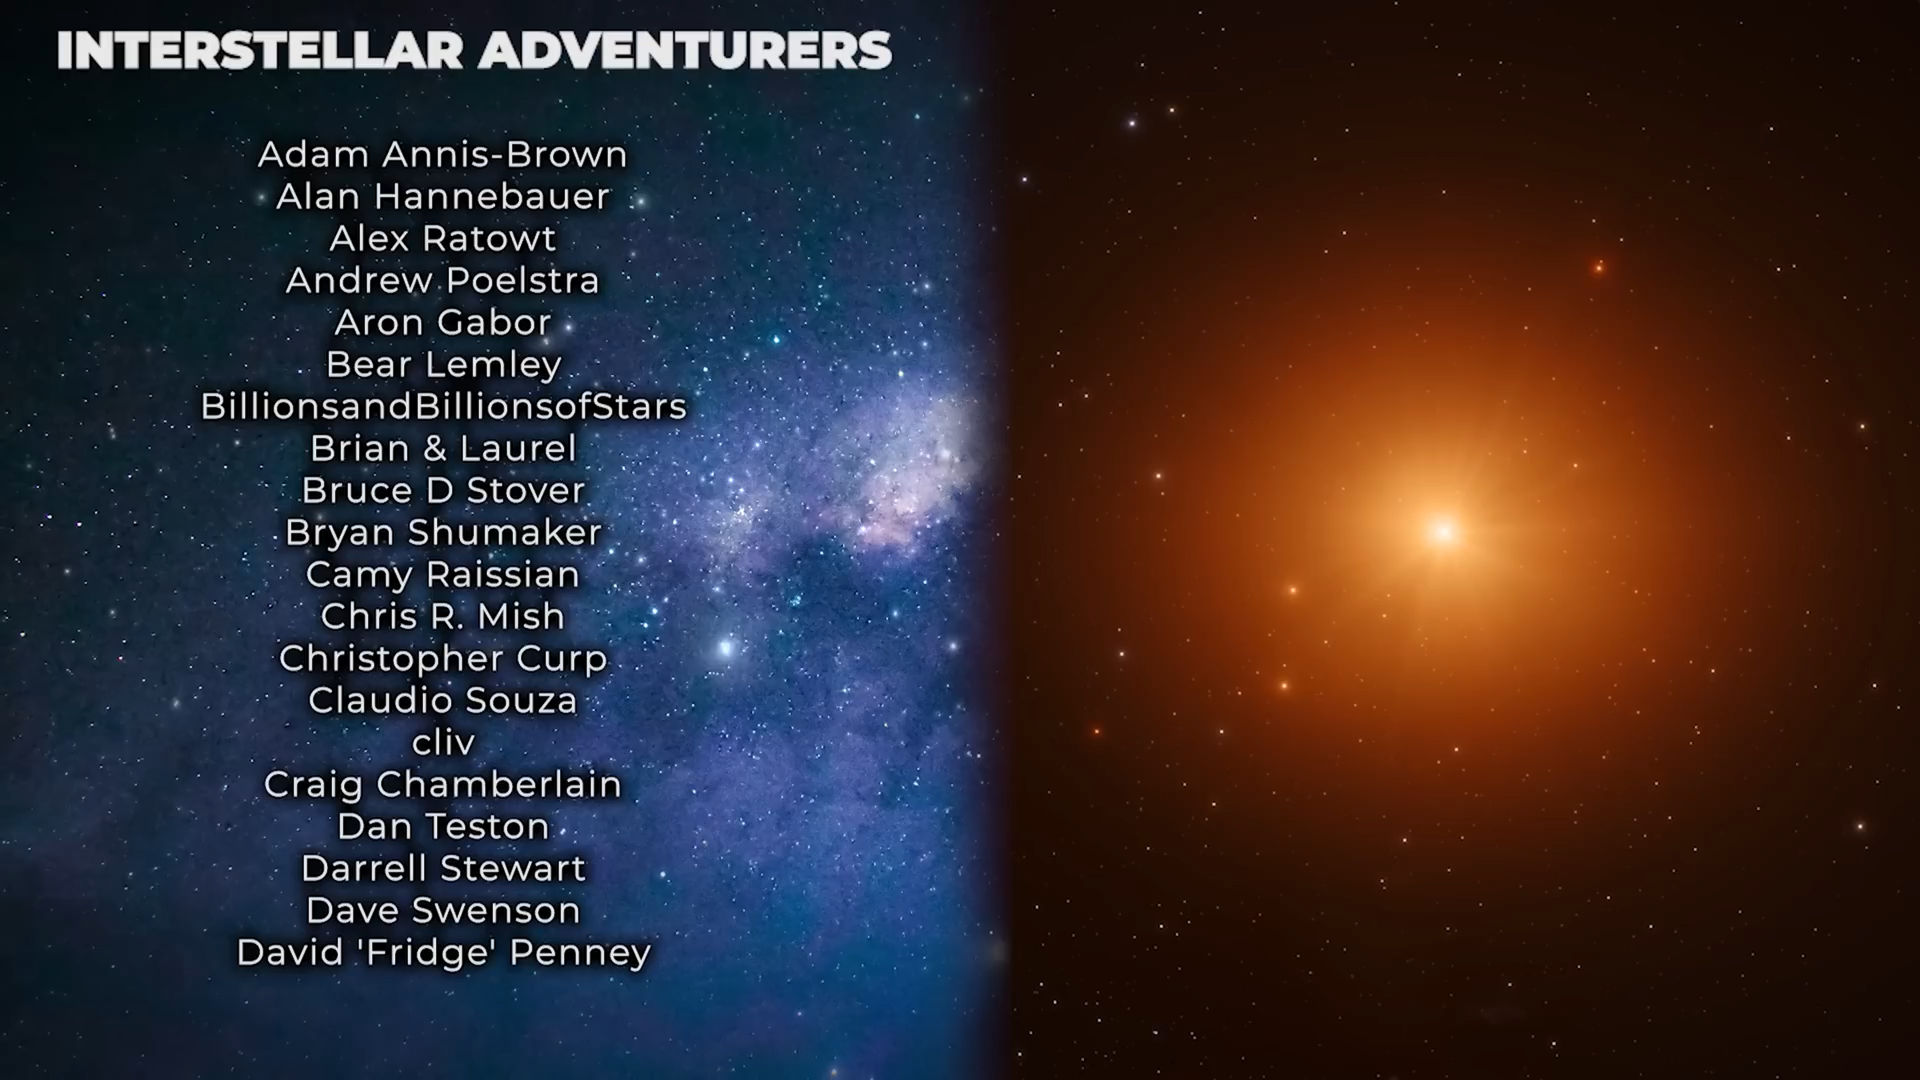 INTERSTELLAR ADVENTURERS
Adam Annis-Brown
Alan Hannebauer
Alex Ratowt
Andrew Poelstra
Aron Gabor
Bear Lemley
BillionsandBillionsofStars
Brian & Laurel
Bruce D Stover
Bryan Shumaker
Camy Raissian
Chris R. Mish
Christopher Curp
Claudio Souza
cliv
Craig Chamberlain
Dan Teston
Darrell Stewart
Dave Swenson
David 'Fridge' Penney